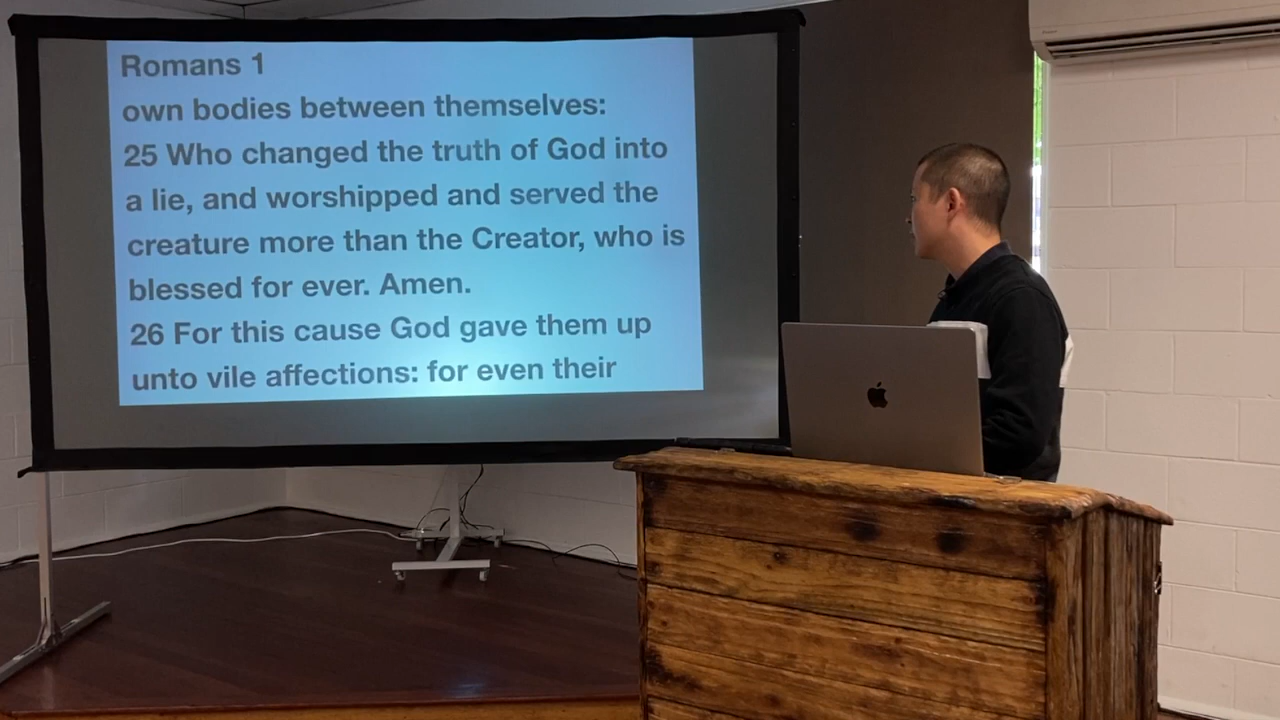 Romans 1
own bodies between themselves:
25 Who changed the truth of God into
a lie, and worshipped and served the
creature more than the Creator, who is
blessed for ever. Amen.
26 For this cause God gave them up
unto vile affections: for even their